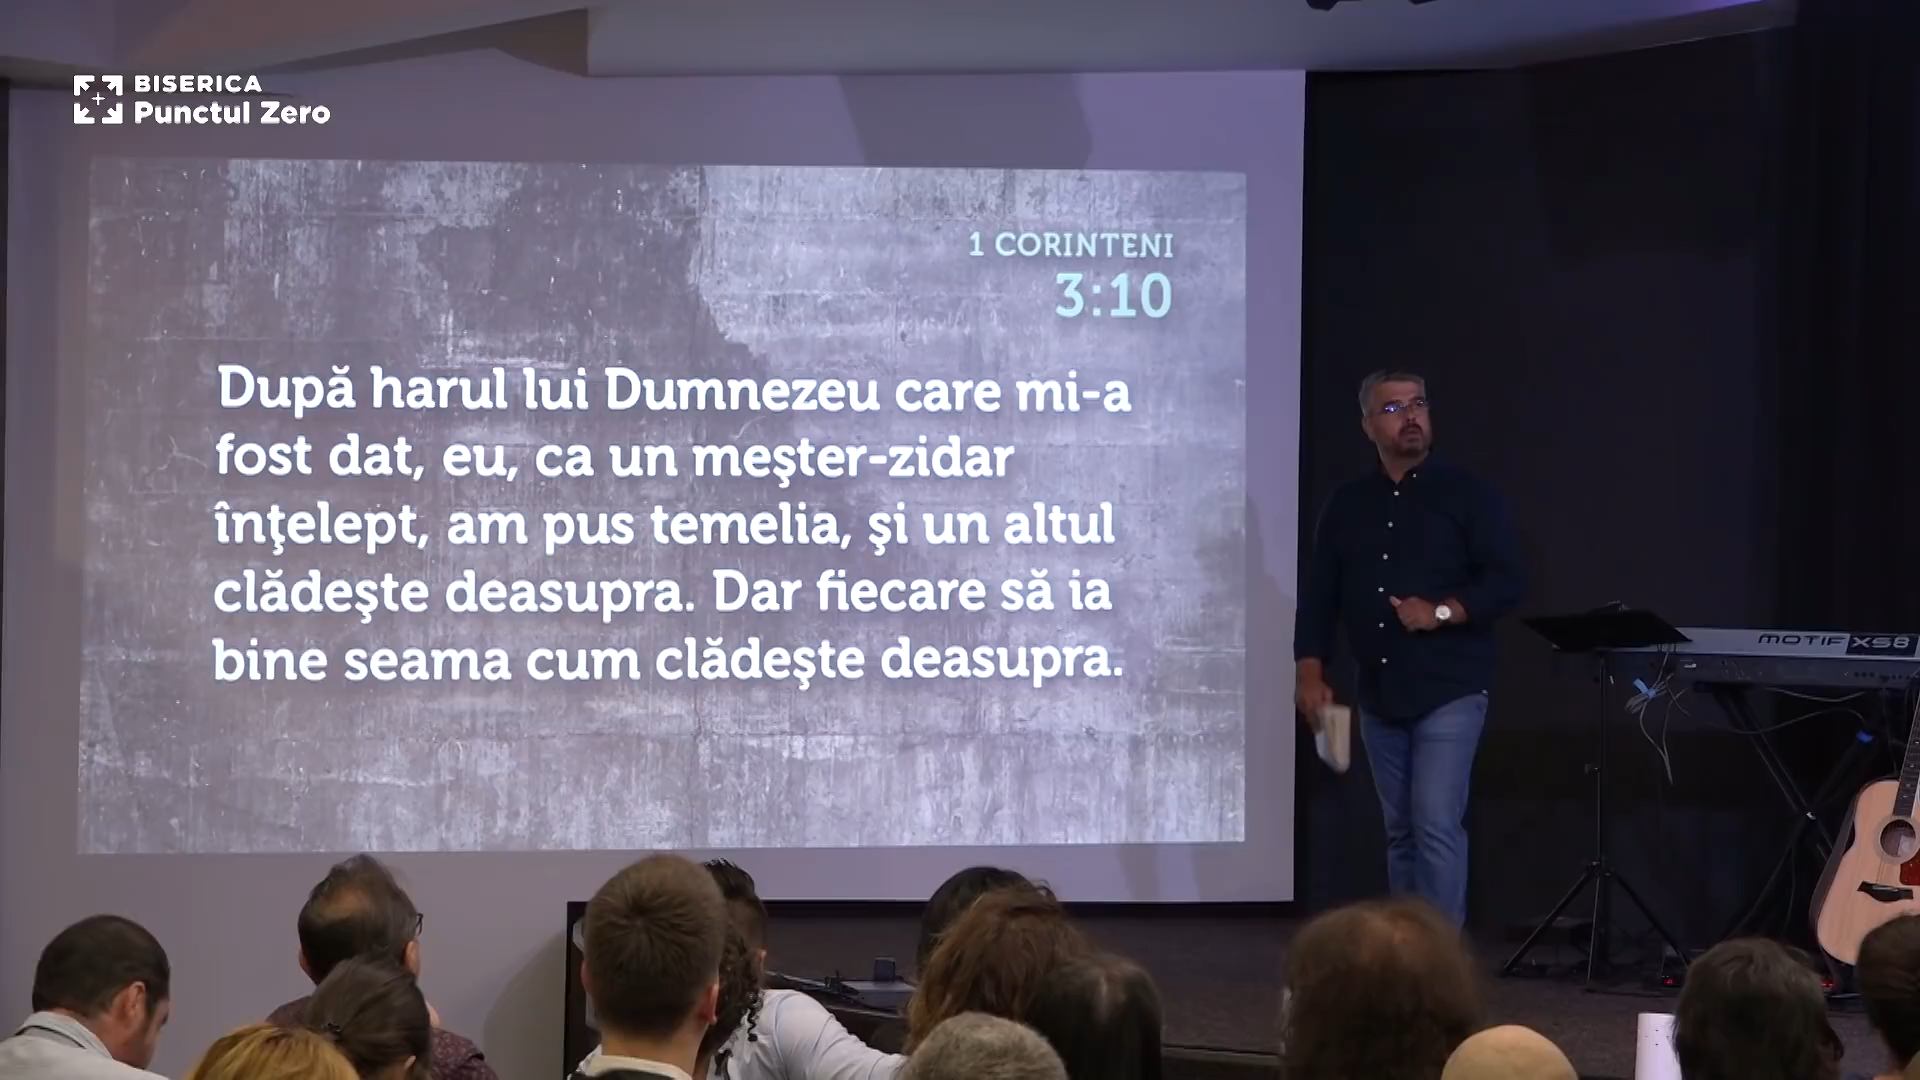 BISERICA
Punctul Zero
1 CORINTENI
3:10
După harul lui Dumnezeu care mi-a
fost dat, eu, ca un meşter-zidar
înţelept, am pus temelia, şi un altul
clădeşte deasupra. Dar fiecare să ia
bine seama cum clădeşte deasupra.
MOTIF XS8